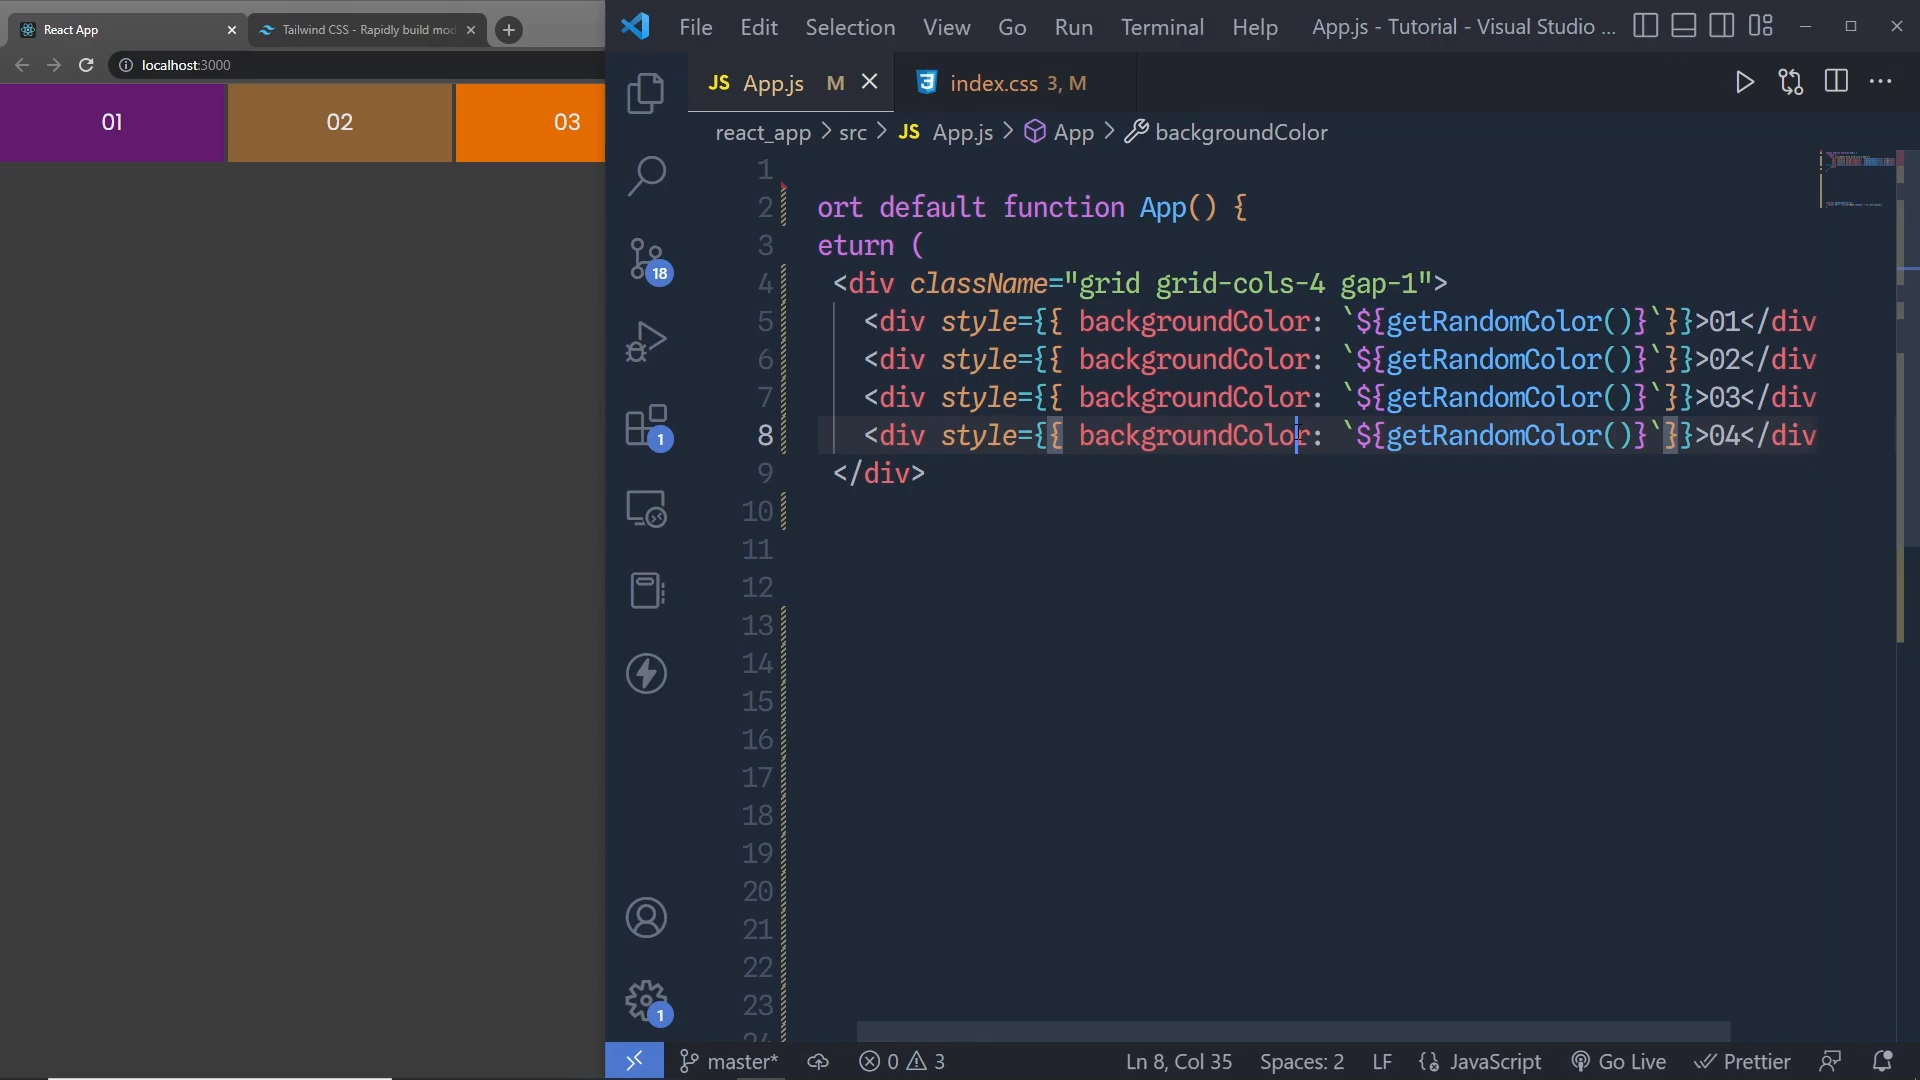 React App
Tailwind CSS - Rapidly build mod
localhost:3000
01
02
03
File Edit Selection View Go Run Terminal Help
App.js - Tutorial - Visual Studio ...
JS App.js M
index.css 3, M
react_app > src > JS App.js > App > backgroundColor
1
2 ort default function App() {
3 eturn (
4 <div className="grid grid-cols-4 gap-1">
5 <div style={{ backgroundColor: `${getRandomColor()}`}}>01</div
6 <div style={{ backgroundColor: `${getRandomColor()}`}}>02</div
7 <div style={{ backgroundColor: `${getRandomColor()}`}}>03</div
8 <div style={{ backgroundColor: `${getRandomColor()}`}}>04</div
9 </div>
10
11
12
13
14
15
16
17
18
19
20
21
22
23
18
1
1
master*
0
3
Ln 8, Col 35
Spaces: 2
LF
JavaScript
Go Live
Prettier